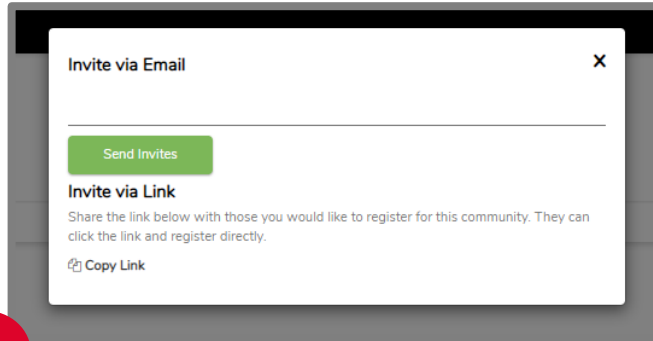 Invite via Email
X
Send Invites
Invite via Link
Share the link below with those you would like to register for this community. They can
click the link and register directly.
Copy Link